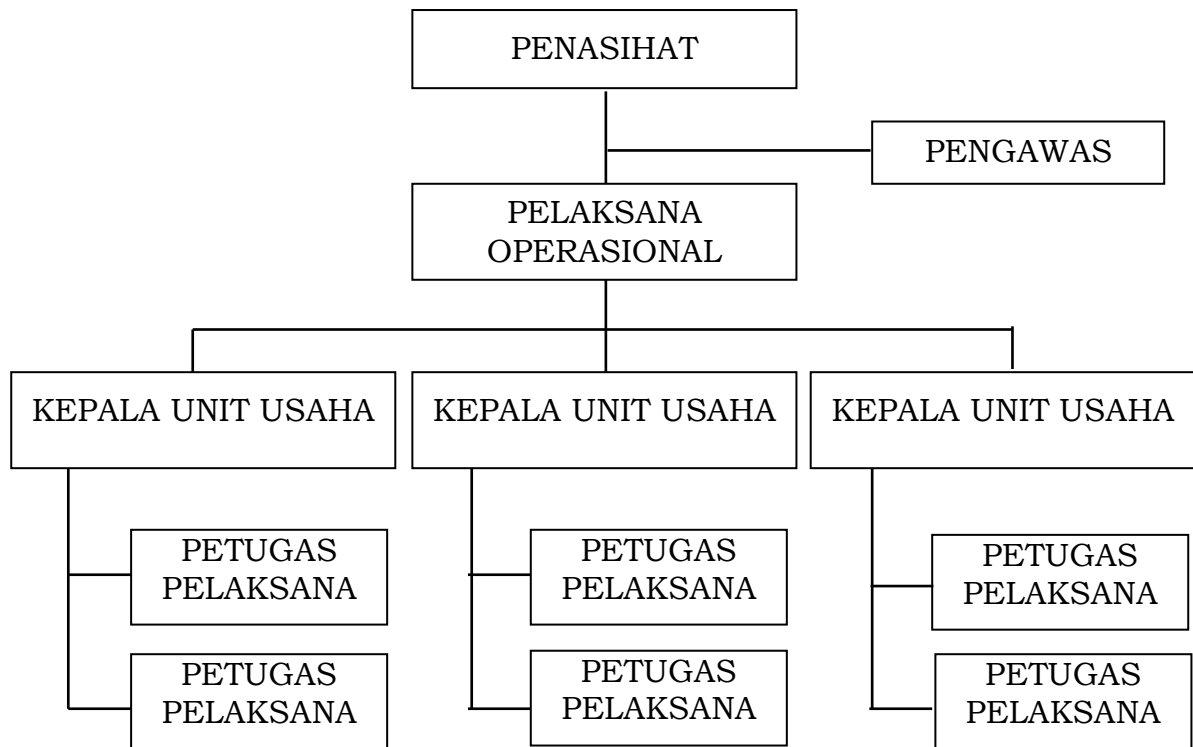 PENASIHAT
PENGAWAS
PELAKSANA
OPERASIONAL
KEPALA UNIT USAHA
KEPALA UNIT USAHA
KEPALA UNIT USAHA
PETUGAS
PELAKSANA
PETUGAS
PELAKSANA
PETUGAS
PELAKSANA
PETUGAS
PELAKSANA
PETUGAS
PELAKSANA
PETUGAS
PELAKSANA